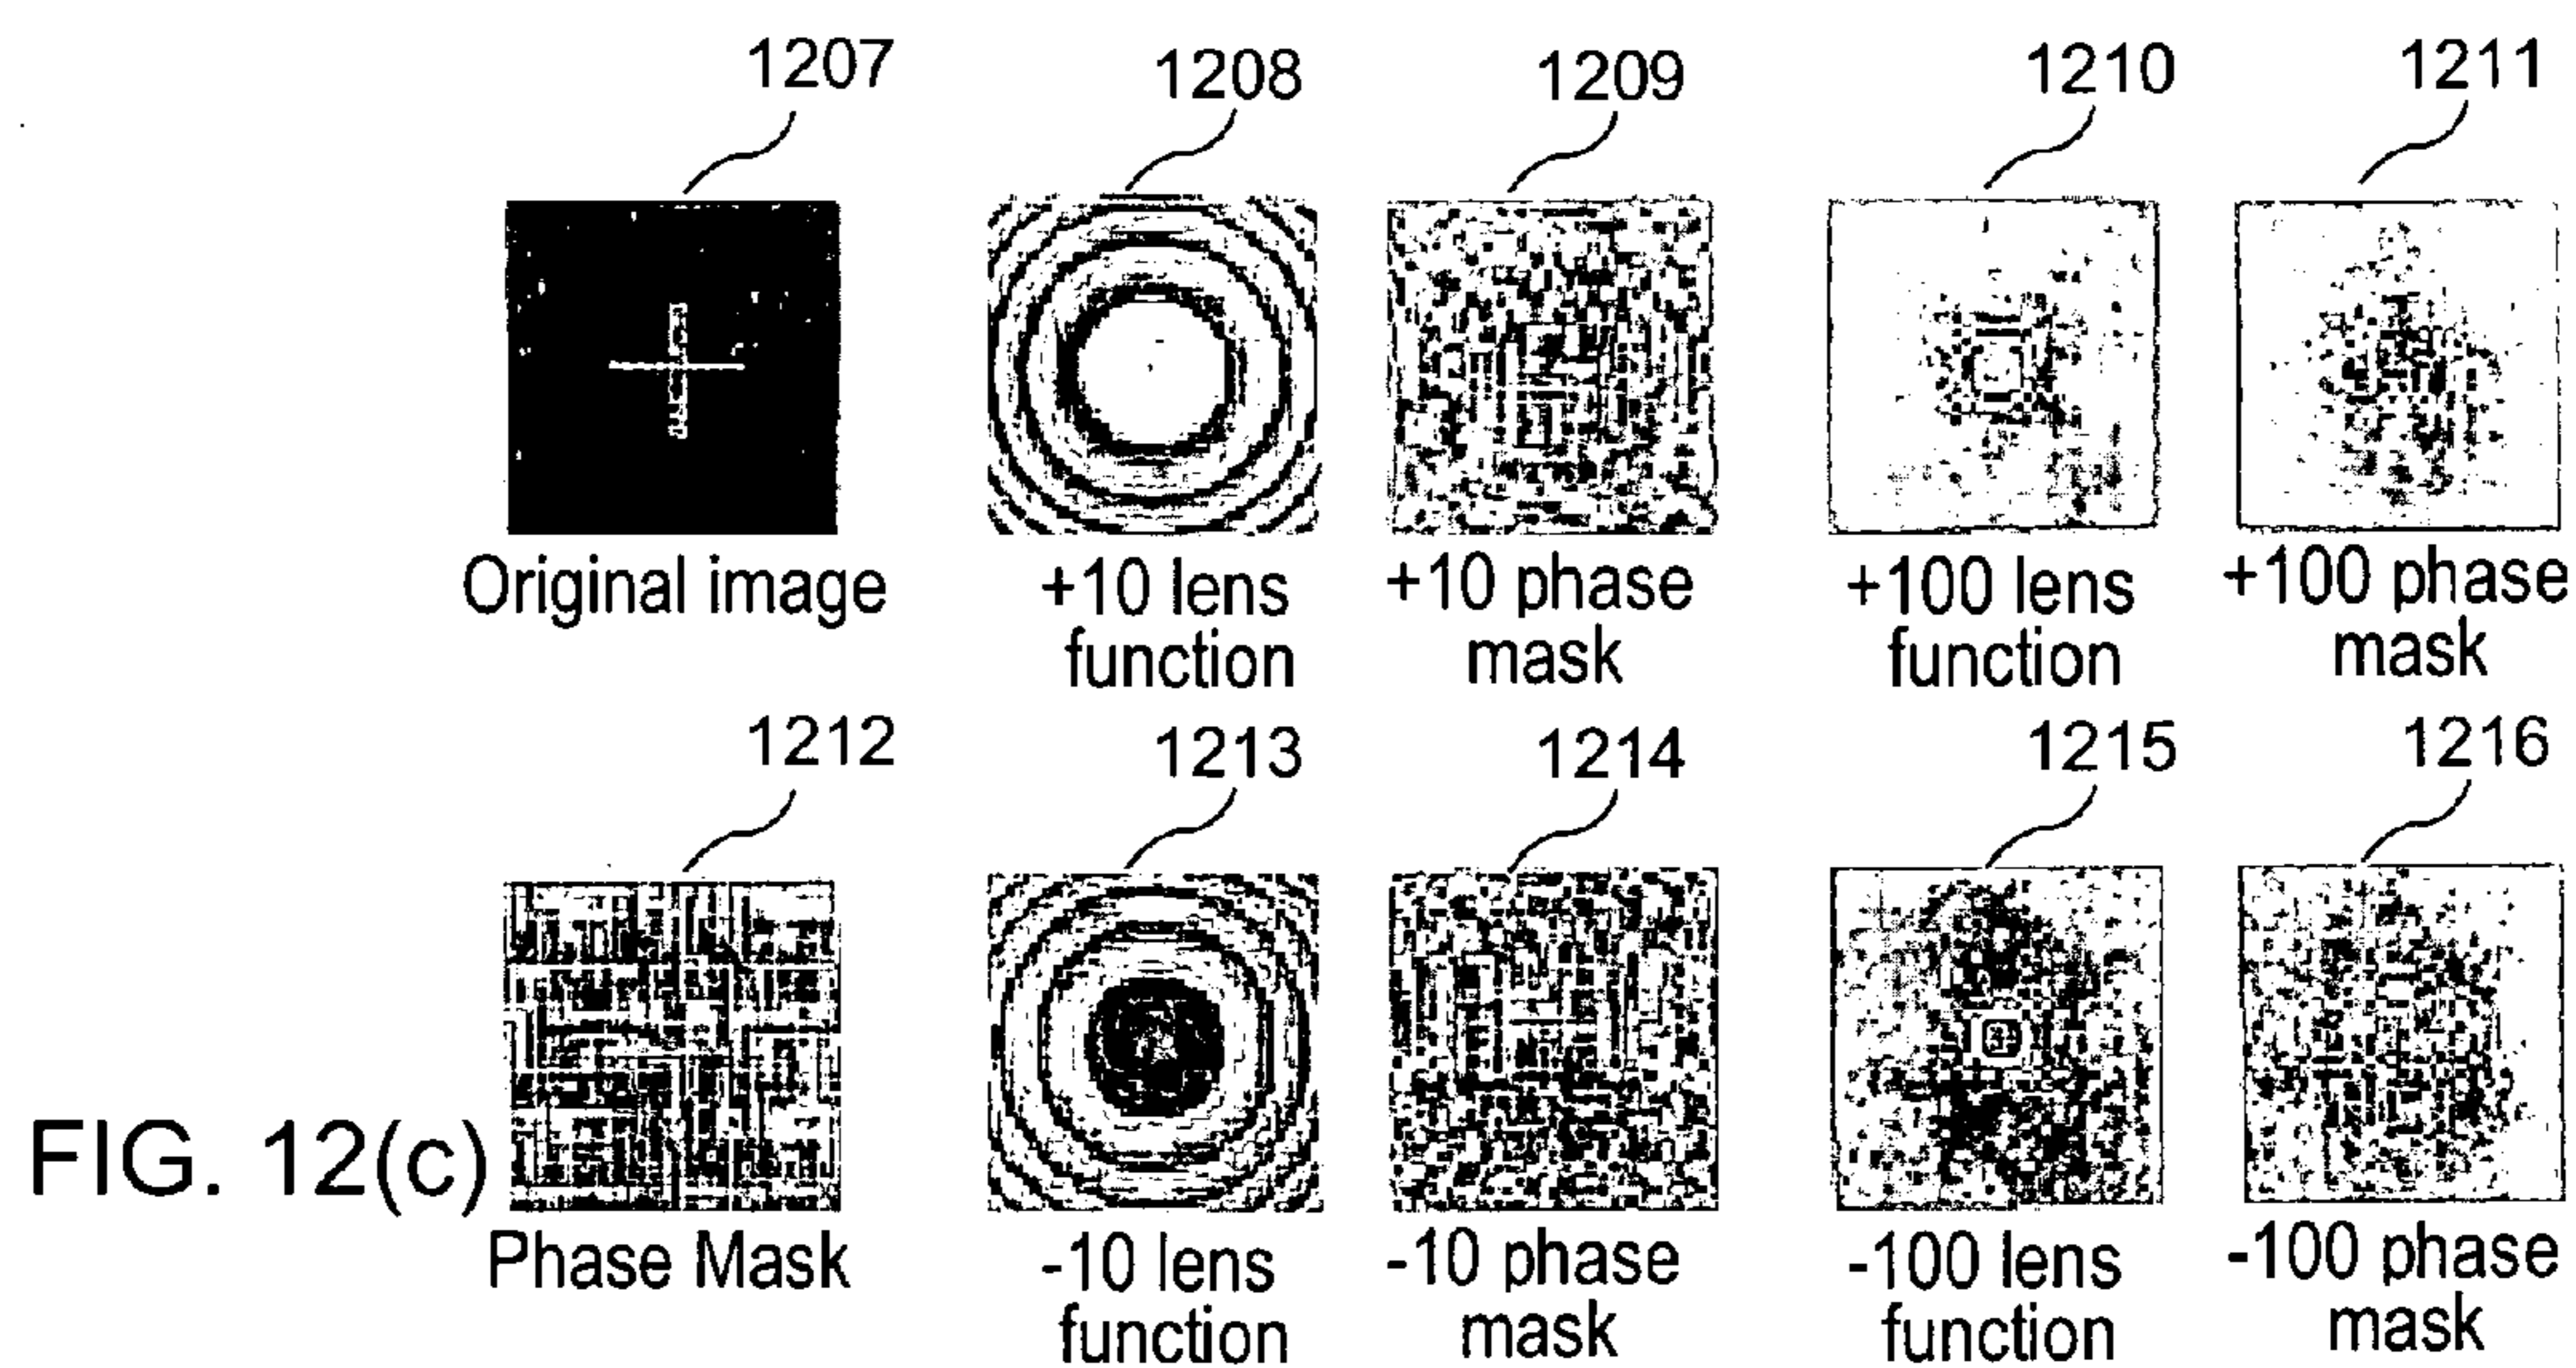 1207 1208 1209 1210 1211
Original image +10 lens function +10 phase mask +100 lens function +100 phase mask
1212 1213 1214 1215 1216
FIG. 12(c)
Phase Mask -10 lens function -10 phase mask -100 lens function -100 phase mask